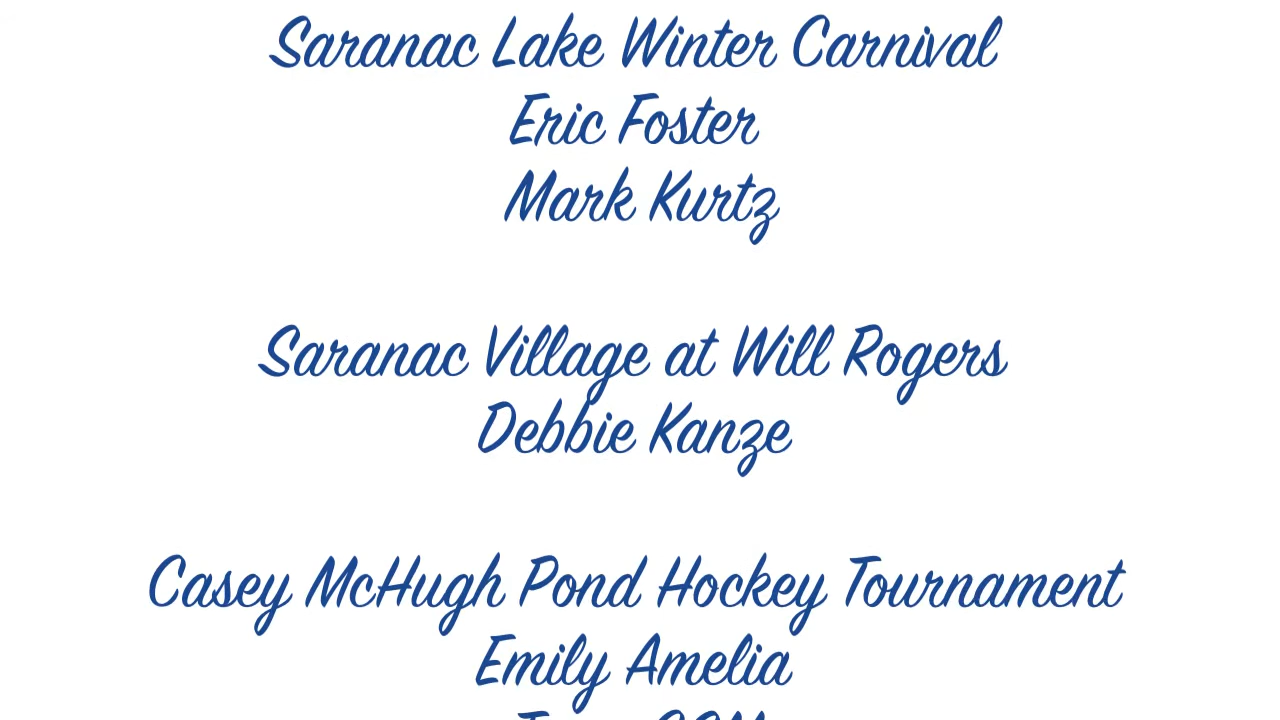 Saranac Lake Winter Carnival
Eric Foster
Mark Kurtz
Saranac Village at Will Rogers
Debbie Kanze
Casey McHugh Pond Hockey Tournament
Emily Amelia